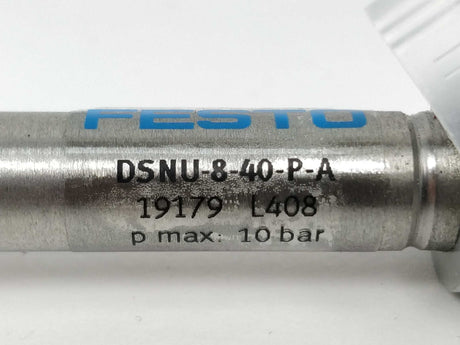 FESTO
DSNU-8-40-P-A
19179 L408
p max: 10 bar